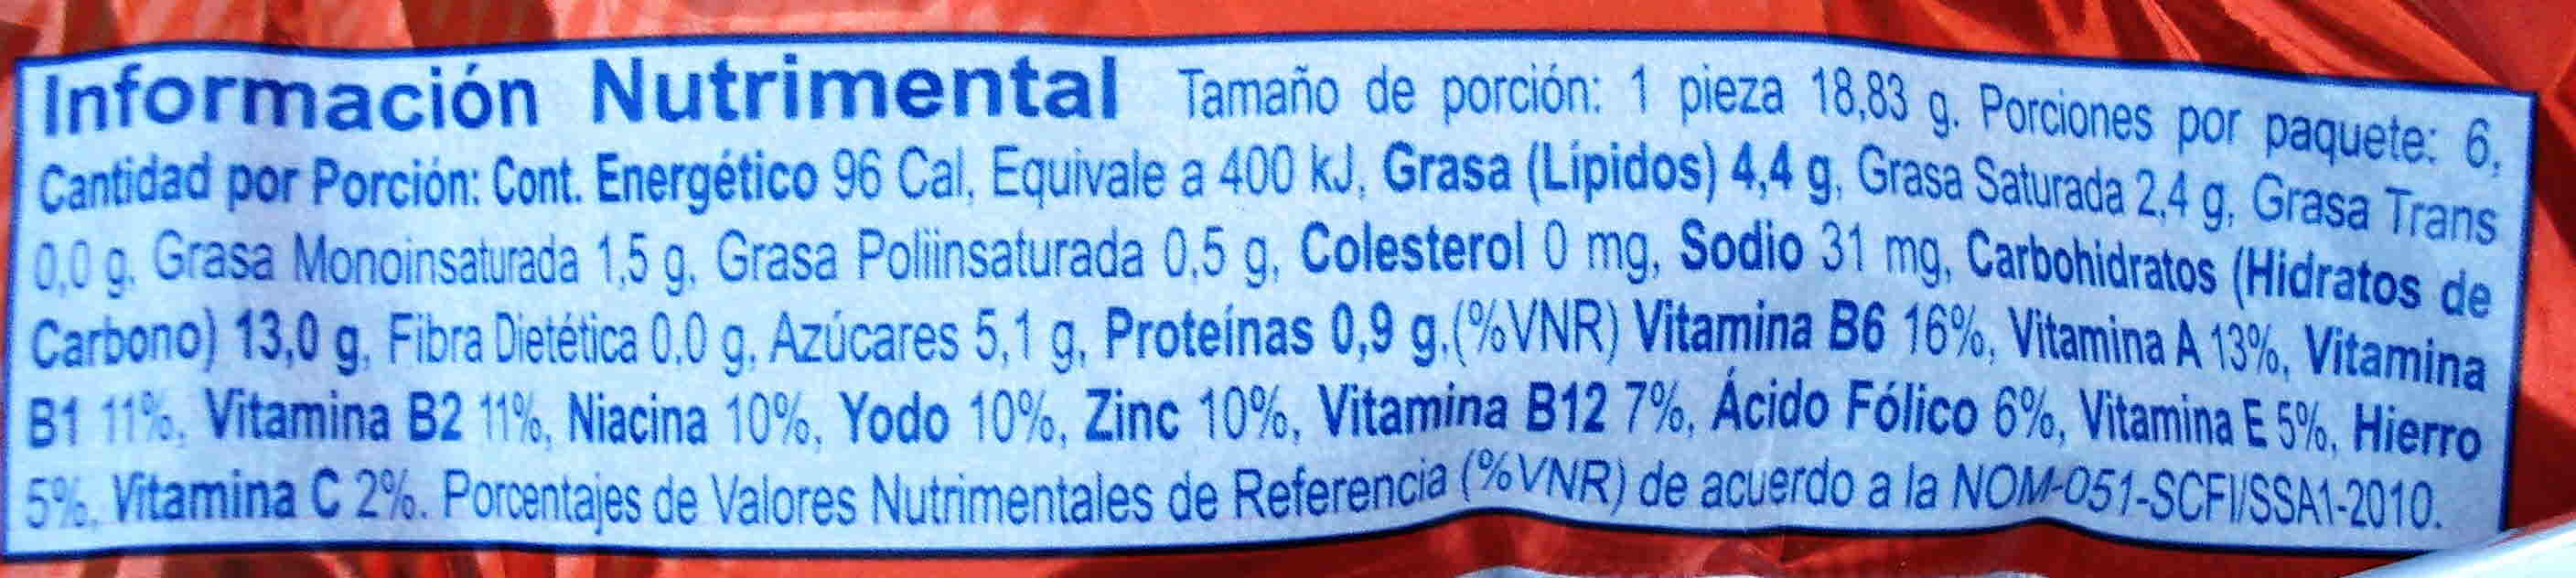 Información Nutrimental Tamaño de porción: 1 pieza 18,83 g. Porciones por paquete: 6,
Cantidad por Porción: Cont. Energético 96 Cal, Equivale a 400 kJ, Grasa (Lípidos) 4,4 g, Grasa Saturada 2,4 g, Grasa Trans
0,0 g, Grasa Monoinsaturada 1,5 g, Grasa Poliinsaturada 0,5 g, Colesterol 0 mg, Sodio 31 mg, Carbohidratos (Hidratos de
Carbono) 13,0 g, Fibra Dietética 0,0 g, Azúcares 5,1 g, Proteínas 0,9 g.(%VNR) Vitamina B6 16%, Vitamina A 13%, Vitamina
B1 11%, Vitamina B2 11%, Niacina 10%, Yodo 10%, Zinc 10%, Vitamina B12 7%, Ácido Fólico 6%, Vitamina E 5%, Hierro
5%, Vitamina C 2%. Porcentajes de Valores Nutrimentales de Referencia (%VNR) de acuerdo a la NOM-051-SCFI/SSA1-2010.